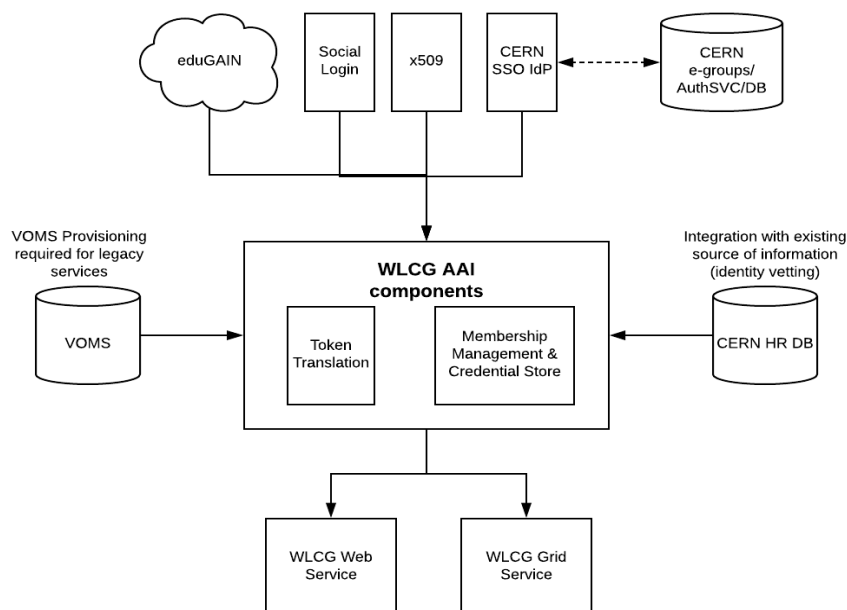 eduGAIN
Social
Login
x509
CERN
SSO IdP
CERN
e-groups/
AuthSVC/DB
VOMS Provisioning
required for legacy
services
VOMS
WLCG AAI
components
Token
Translation
Membership
Management &
Credential Store
Integration with existing
source of information
(identity vetting)
CERN HR DB
WLCG Web
Service
WLCG Grid
Service